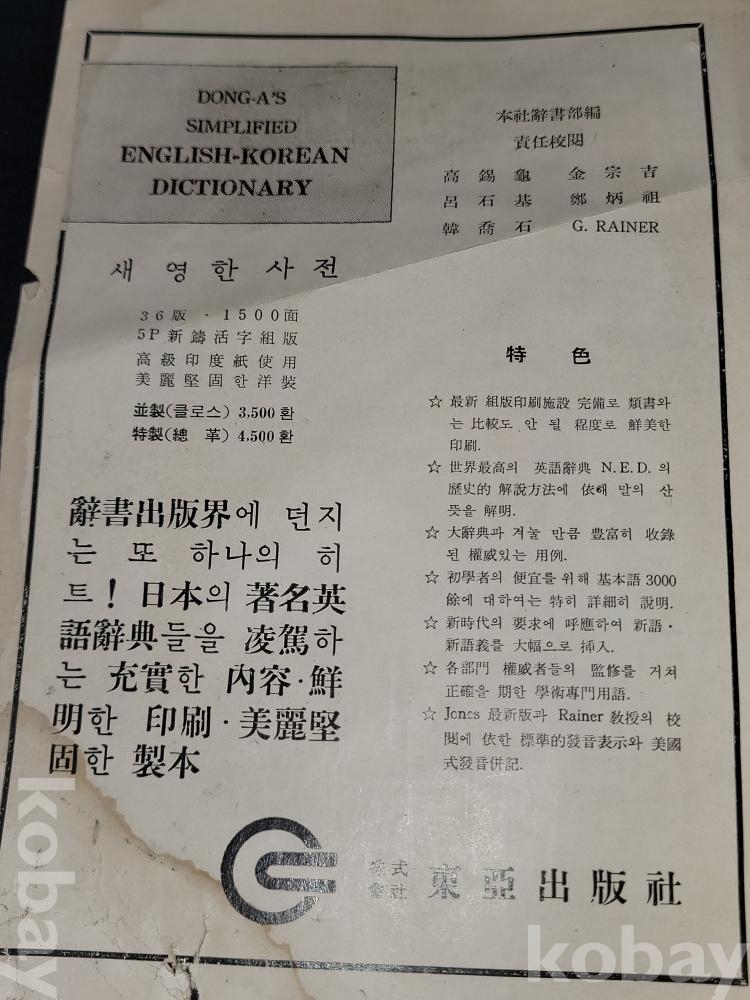 DONG-A'S
SIMPLIFIED
ENGLISH-KOREAN
DICTIONARY
새 영한 사전
36版 · 1500面
5P 新鑄活字組版
高級印度紙使用
美麗堅固한洋裝
並製(클로스) 3,500 환
特製(總 革) 4,500 환
辭書出版界에 던지
는 또 하나의 히
트! 日本의 著名英
語辭典들을 凌駕하
는 充實한 內容·鮮
明한 印刷·美麗堅
固한 製本
本社辭書部編
責任校閱
高錫龜 金宗吉
呂石基 鄭炳祖
韓喬石 G. RAINER
特色
☆ 最新 組版印刷施設 完備로 類書와
는 比較도 안 될 程度로 鮮美한
印刷.
☆ 世界最高의 英語辭典 N.E.D. 의
歷史的 解說方法에 依해 말의 산
뜻을 解明.
☆ 大辭典과 겨눌 만큼 豊富히 收錄
된 權威있는 用例.
☆ 初學者의 便宜를 위해 基本語 3000
餘에 대하여는 特히 詳細히 說明.
☆ 新時代의 要求에 呼應하여 新語·
新語義를 大幅으로 揷入.
☆ 各部門 權威者들의 監修를 거쳐
正確을 期한 學術專門用語.
☆ Jones 最新版과 Rainer 敎授의 校
閱에 依한 標準的發音表示와 美國
式發音併記.
株式
會社 東亞出版社
kobay
kobay